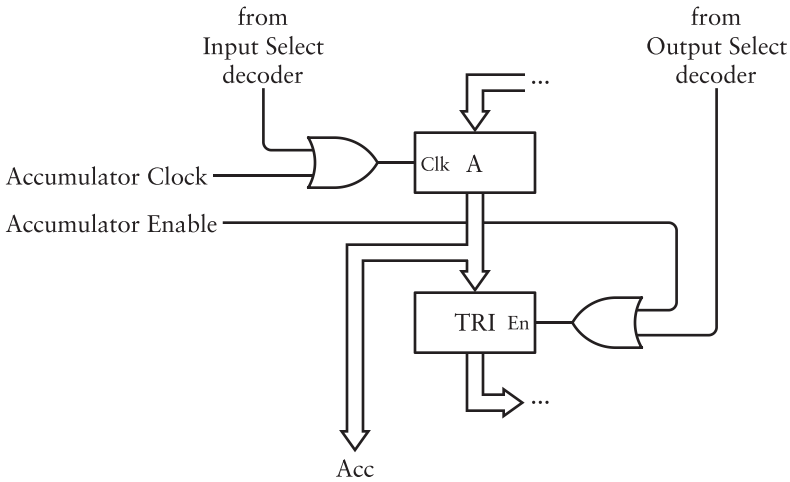 from
Input Select
decoder
from
Output Select
decoder
...
Clk A
Accumulator Clock
Accumulator Enable
TRI En
...
Acc